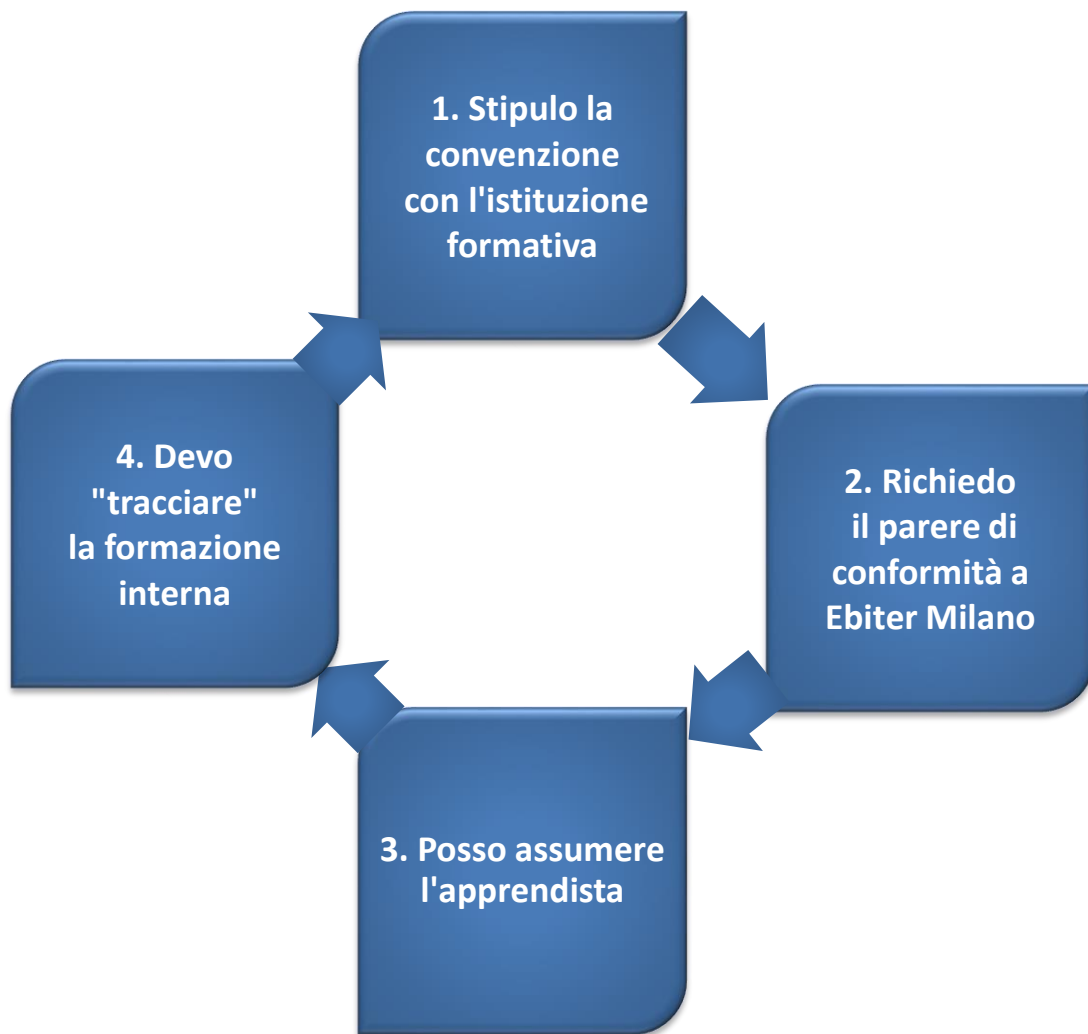 1. Stipulo la
convenzione
con l'istituzione
formativa
2. Richiedo
il parere di
conformità a
Ebiter Milano
3. Posso assumere
l'apprendista
4. Devo
"tracciare"
la formazione
interna